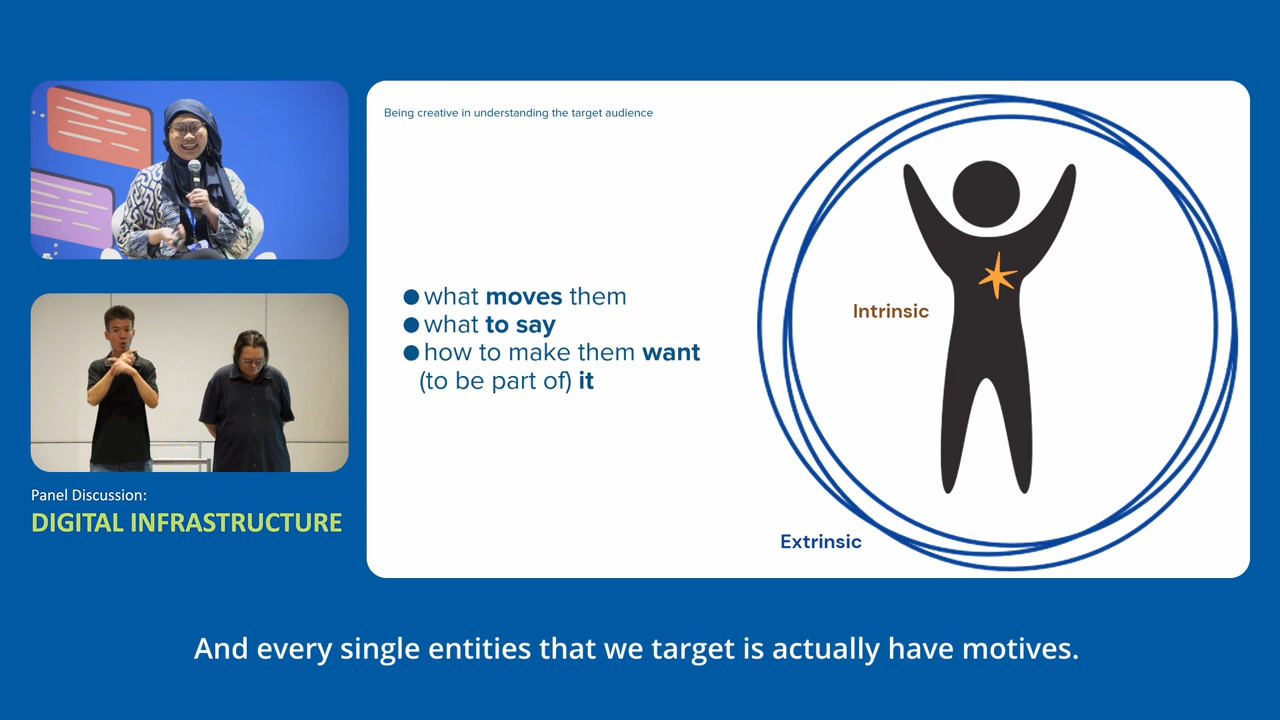 Being creative in understanding the target audience
● what moves them
● what to say
● how to make them want
(to be part of) it
Intrinsic
Extrinsic
Panel Discussion:
DIGITAL INFRASTRUCTURE
And every single entities that we target is actually have motives.